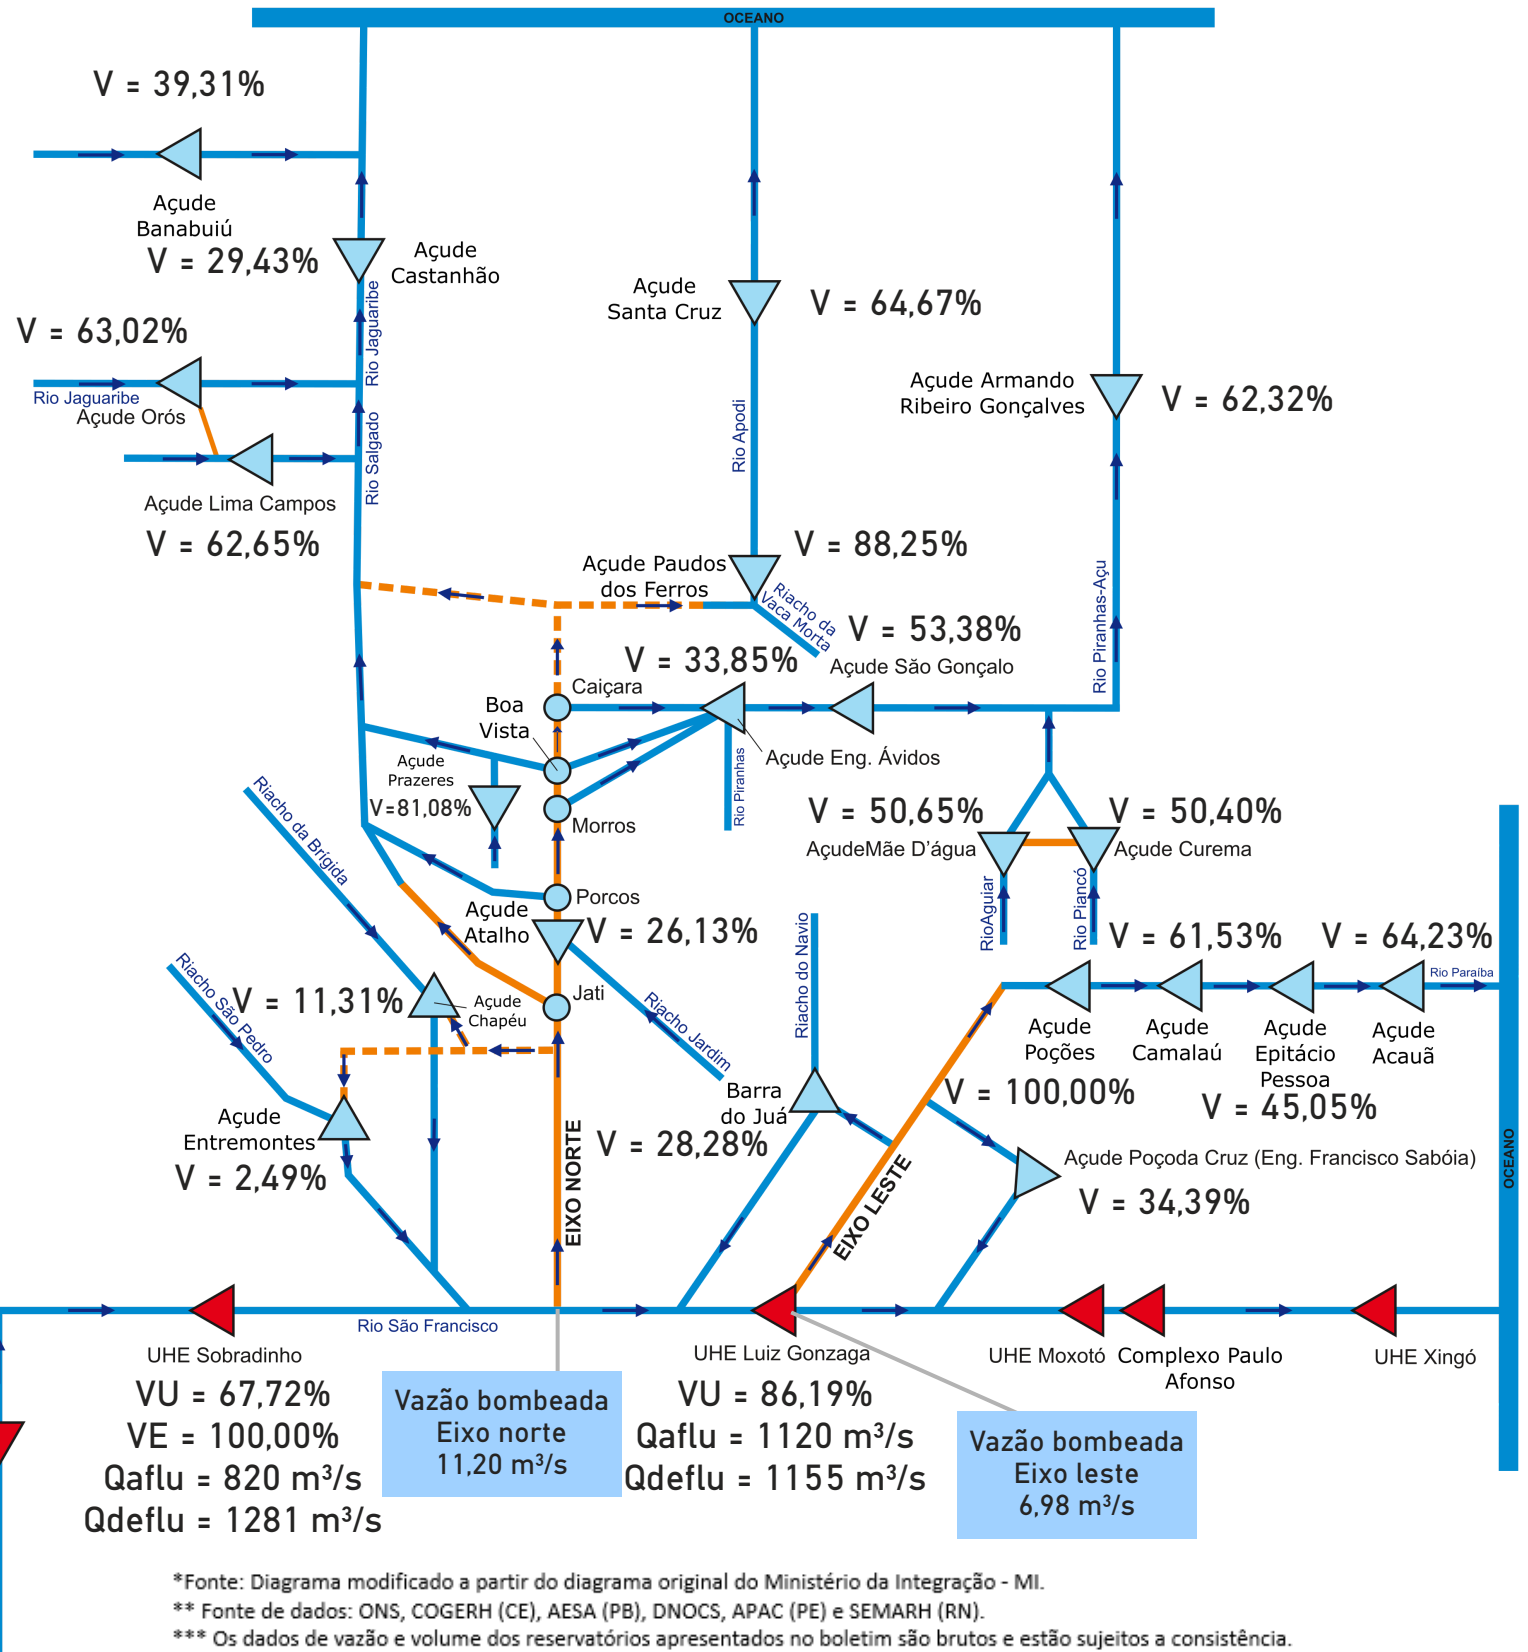 OCEANO
V = 39,31%
Açude
Banabuiú
V = 29,43%
Açude
Castanhão
Rio Jaguaribe
V = 63,02%
Rio Jaguaribe
Açude Orós
Rio Salgado
Açude Lima Campos
V = 62,65%
Açude
Santa Cruz
V = 64,67%
Rio Apodi
Açude Armando
Ribeiro Gonçalves
V = 62,32%
Rio Piranhas-Açu
Açude Paudos
dos Ferros
V = 88,25%
Riacho da
Vaca Morta
V = 53,38%
Açude São Gonçalo
V = 33,85%
Caiçara
Boa
Vista
Açude Eng. Ávidos
Rio Piranhas
Açude
Prazeres
V=81,08%
Morros
Riacho da Brígida
Porcos
V = 50,65%
AçudeMãe D'água
V = 50,40%
Açude Curema
RioAguiar
Rio Piancó
Açude
Atalho
V = 26,13%
Riacho do Navio
V = 61,53%
V = 64,23%
Rio Paraíba
Riacho São Pedro
V = 11,31%
Açude
Chapéu
Jati
Riacho Jardim
Açude
Poções
Açude
Camalaú
Açude
Epitácio
Pessoa
Açude
Acauã
V = 100,00%
V = 45,05%
Barra
do Juá
V = 28,28%
Açude
Entremontes
V = 2,49%
EIXO NORTE
EIXO LESTE
Açude Poçoda Cruz (Eng. Francisco Sabóia)
V = 34,39%
OCEANO
Rio São Francisco
UHE Sobradinho
VU = 67,72%
VE = 100,00%
Qaflu = 820 m³/s
Qdeflu = 1281 m³/s
Vazão bombeada
Eixo norte
11,20 m³/s
UHE Luiz Gonzaga
VU = 86,19%
Qaflu = 1120 m³/s
Qdeflu = 1155 m³/s
Vazão bombeada
Eixo leste
6,98 m³/s
UHE Moxotó
Complexo Paulo
Afonso
UHE Xingó
*Fonte: Diagrama modificado a partir do diagrama original do Ministério da Integração - MI.
** Fonte de dados: ONS, COGERH (CE), AESA (PB), DNOCS, APAC (PE) e SEMARH (RN).
*** Os dados de vazão e volume dos reservatórios apresentados no boletim são brutos e estão sujeitos a consistência.